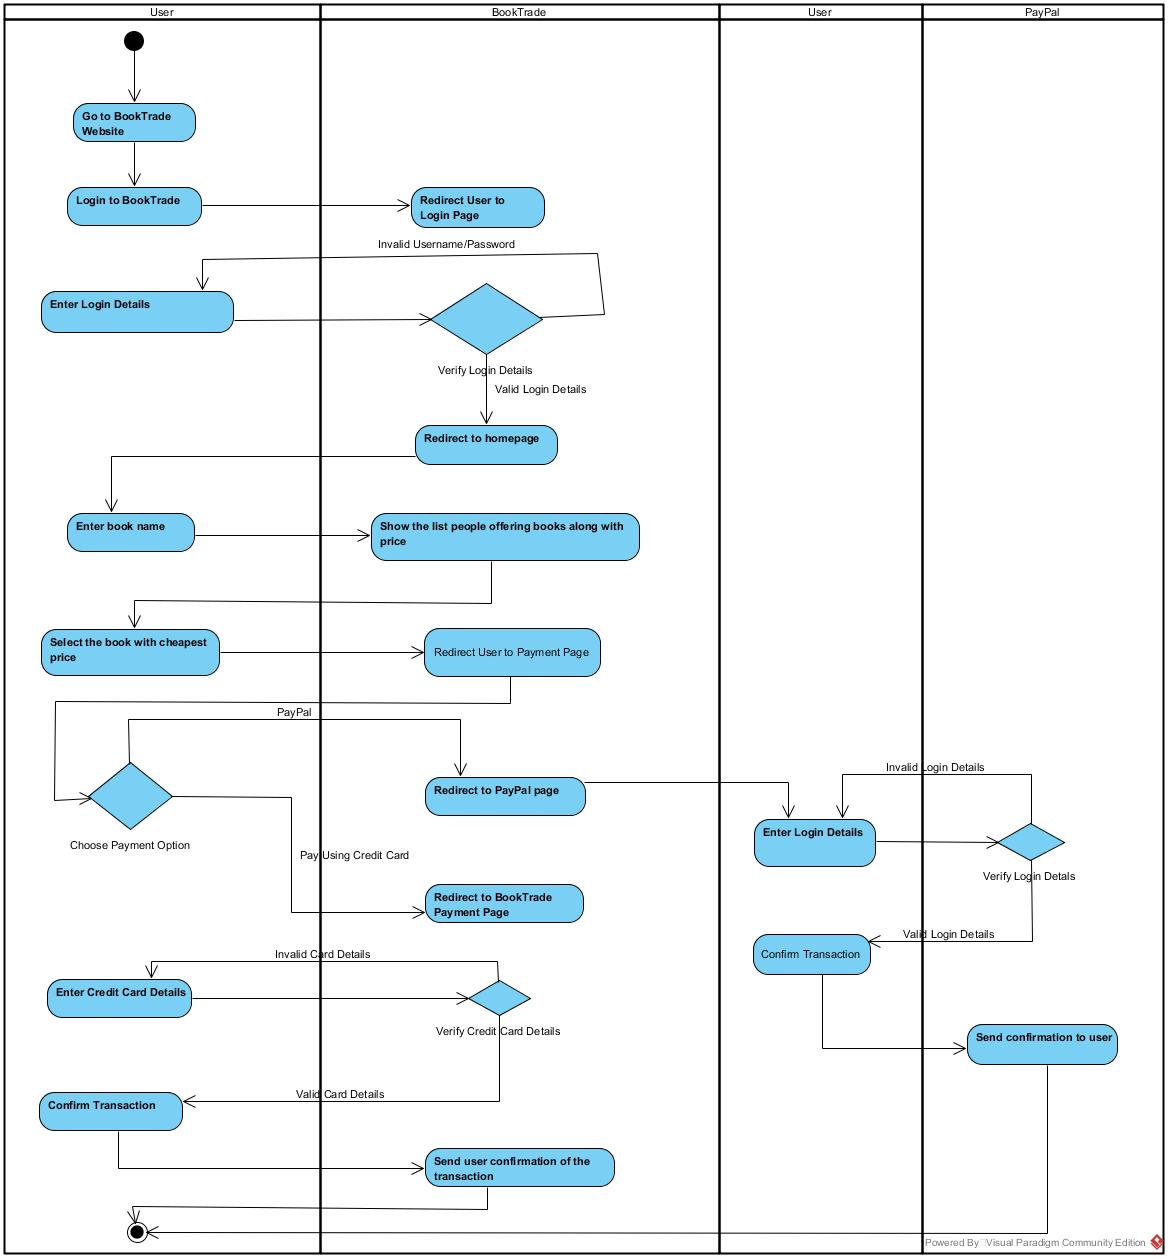 User
BookTrade
User
PayPal
Go to BookTrade
Website
Login to BookTrade
Redirect User to
Login Page
Invalid Username/Password
Enter Login Details
Verify Login Details
Valid Login Details
Redirect to homepage
Enter book name
Show the list people offering books along with
price
Select the book with cheapest
price
Redirect User to Payment Page
PayPal
Choose Payment Option
Redirect to PayPal page
Invalid Login Details
Enter Login Details
Verify Login Detals
Pay Using Credit Card
Redirect to BookTrade
Payment Page
Valid Login Details
Confirm Transaction
Invalid Card Details
Enter Credit Card Details
Verify Credit Card Details
Send confirmation to user
Valid Card Details
Confirm Transaction
Send user confirmation of the
transaction
Powered By Visual Paradigm Community Edition